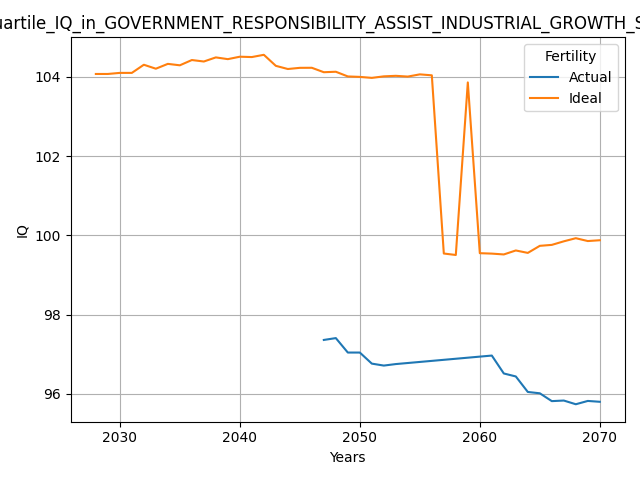 uartile_IQ_in_GOVERNMENT_RESPONSIBILITY_ASSIST_INDUSTRIAL_GROWTH_S
Fertility
Actual
Ideal
104
102
100
98
96
IQ
2030 2040 2050 2060 2070
Years